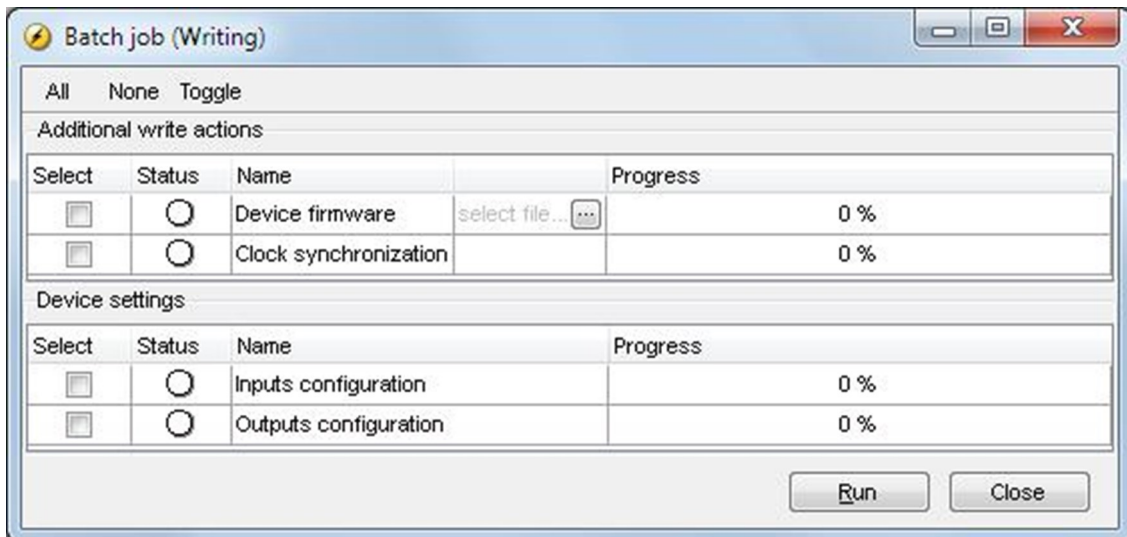 Batch job (Writing)
All None Toggle
Additional write actions
Select Status Name Progress
Device firmware select file... ... 0 %
Clock synchronization 0 %
Device settings
Select Status Name Progress
Inputs configuration 0 %
Outputs configuration 0 %
Run Close